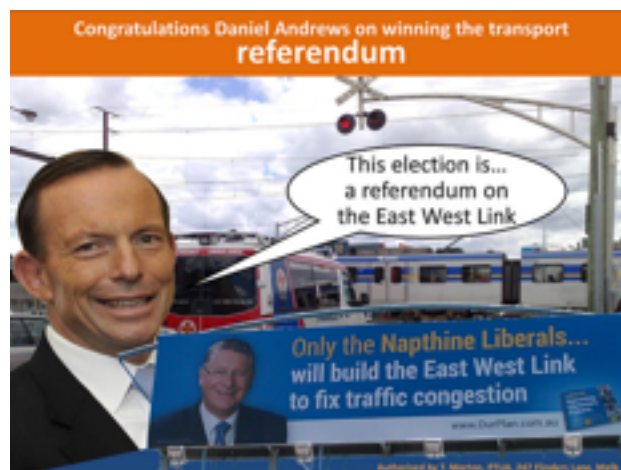 Congratulations Daniel Andrews on winning the transport
referendum
This election is...
a referendum on
the East West Link
Only the Napthine Liberals...
will build the East West Link
to fix traffic congestion
www.OurPlan.com.au